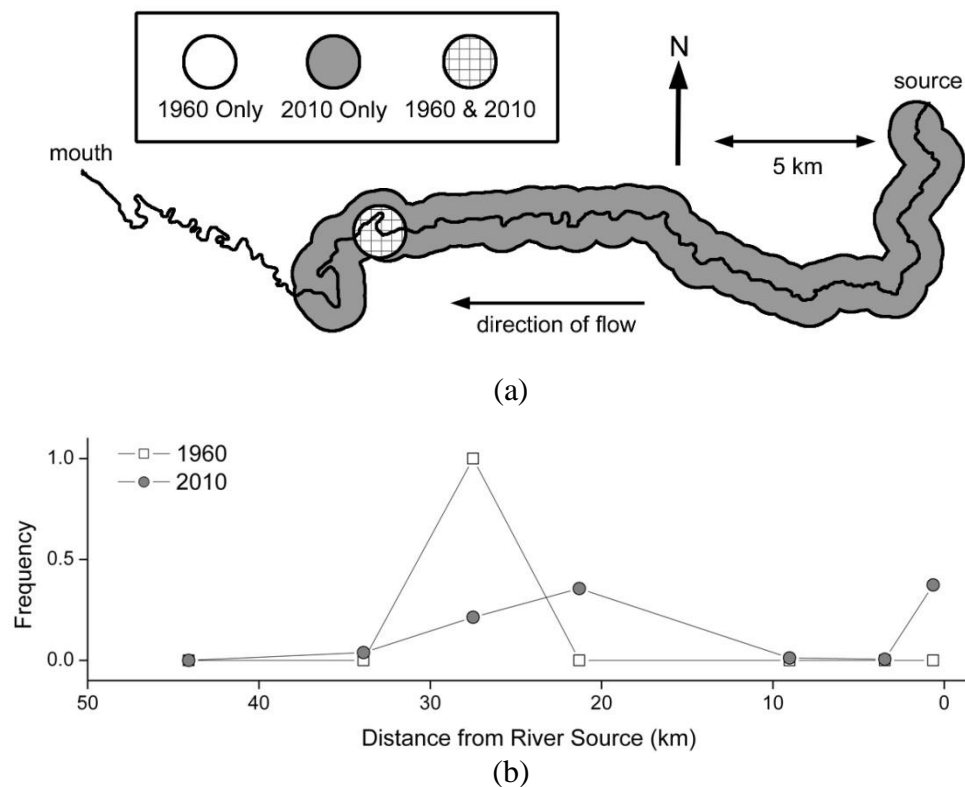 1960 Only 2010 Only 1960 & 2010
N
source
5 km
mouth
direction of flow
(a)
1960
2010
1.0
0.5
0.0
Frequency
50 40 30 20 10 0
Distance from River Source (km)
(b)